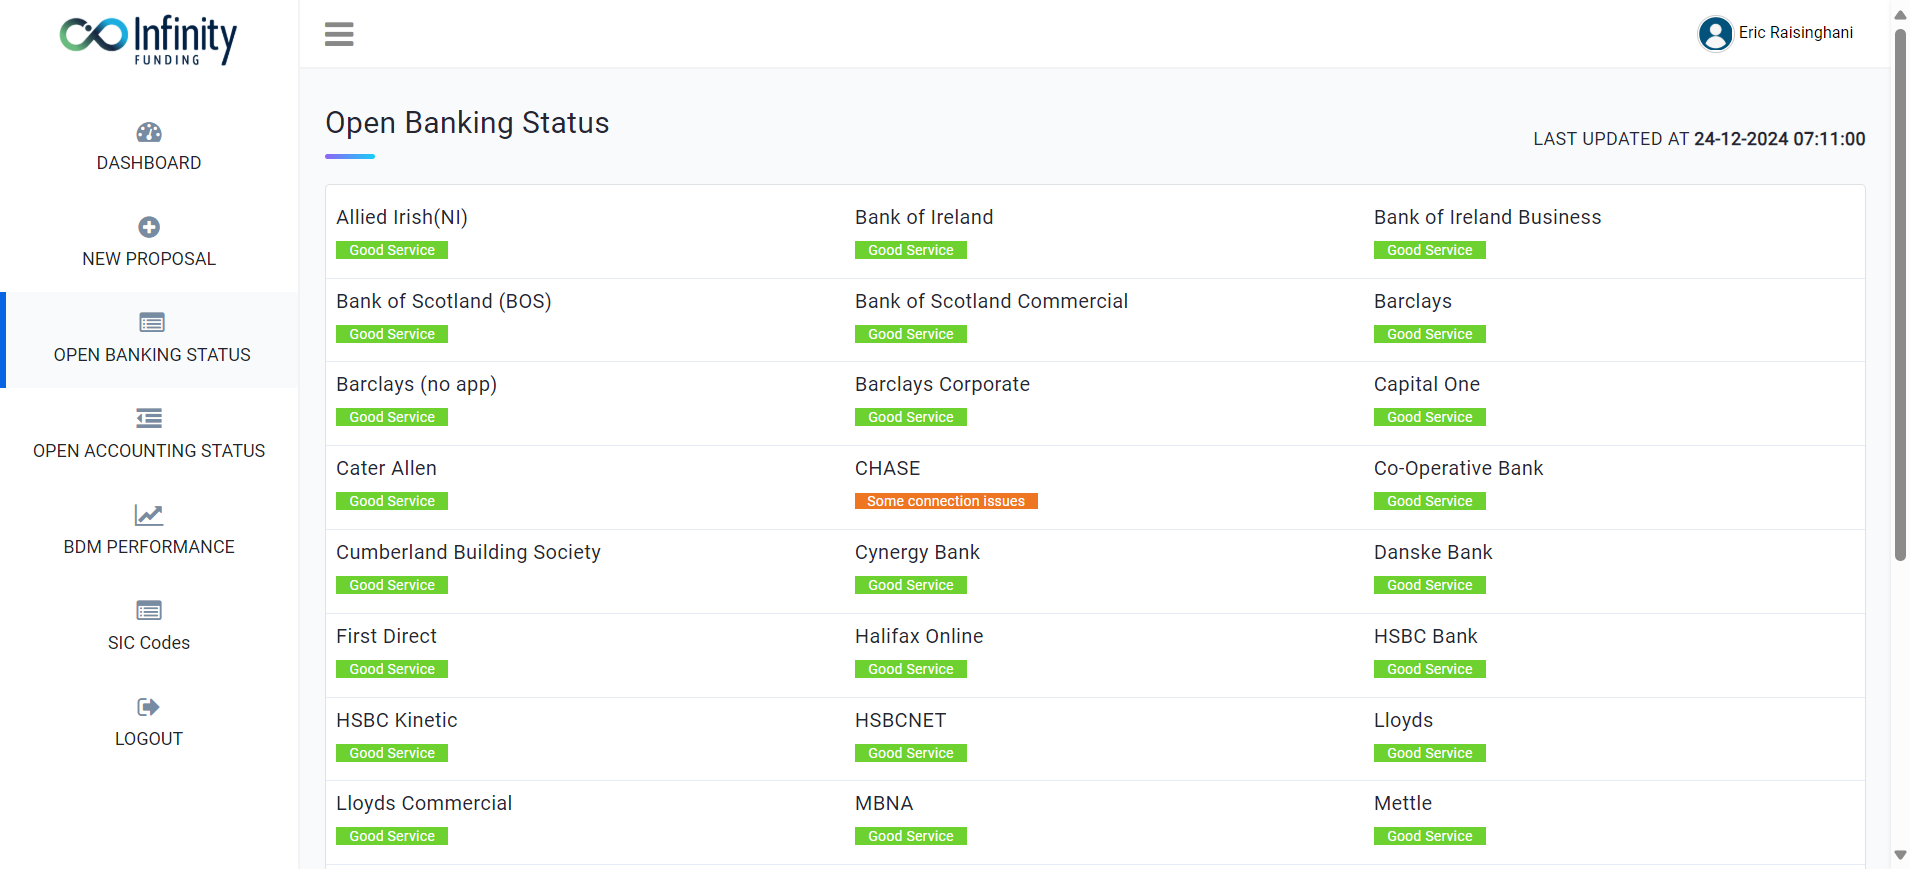 Infinity
FUNDING
Eric Raisinghani
DASHBOARD
NEW PROPOSAL
OPEN BANKING STATUS
OPEN ACCOUNTING STATUS
BDM PERFORMANCE
SIC Codes
LOGOUT
Open Banking Status
LAST UPDATED AT 24-12-2024 07:11:00
Allied Irish(NI)
Good Service
Bank of Ireland
Good Service
Bank of Ireland Business
Good Service
Bank of Scotland (BOS)
Good Service
Bank of Scotland Commercial
Good Service
Barclays
Good Service
Barclays (no app)
Good Service
Barclays Corporate
Good Service
Capital One
Good Service
Cater Allen
Good Service
CHASE
Some connection issues
Co-Operative Bank
Good Service
Cumberland Building Society
Good Service
Cynergy Bank
Good Service
Danske Bank
Good Service
First Direct
Good Service
Halifax Online
Good Service
HSBC Bank
Good Service
HSBC Kinetic
Good Service
HSBCNET
Good Service
Lloyds
Good Service
Lloyds Commercial
Good Service
MBNA
Good Service
Mettle
Good Service